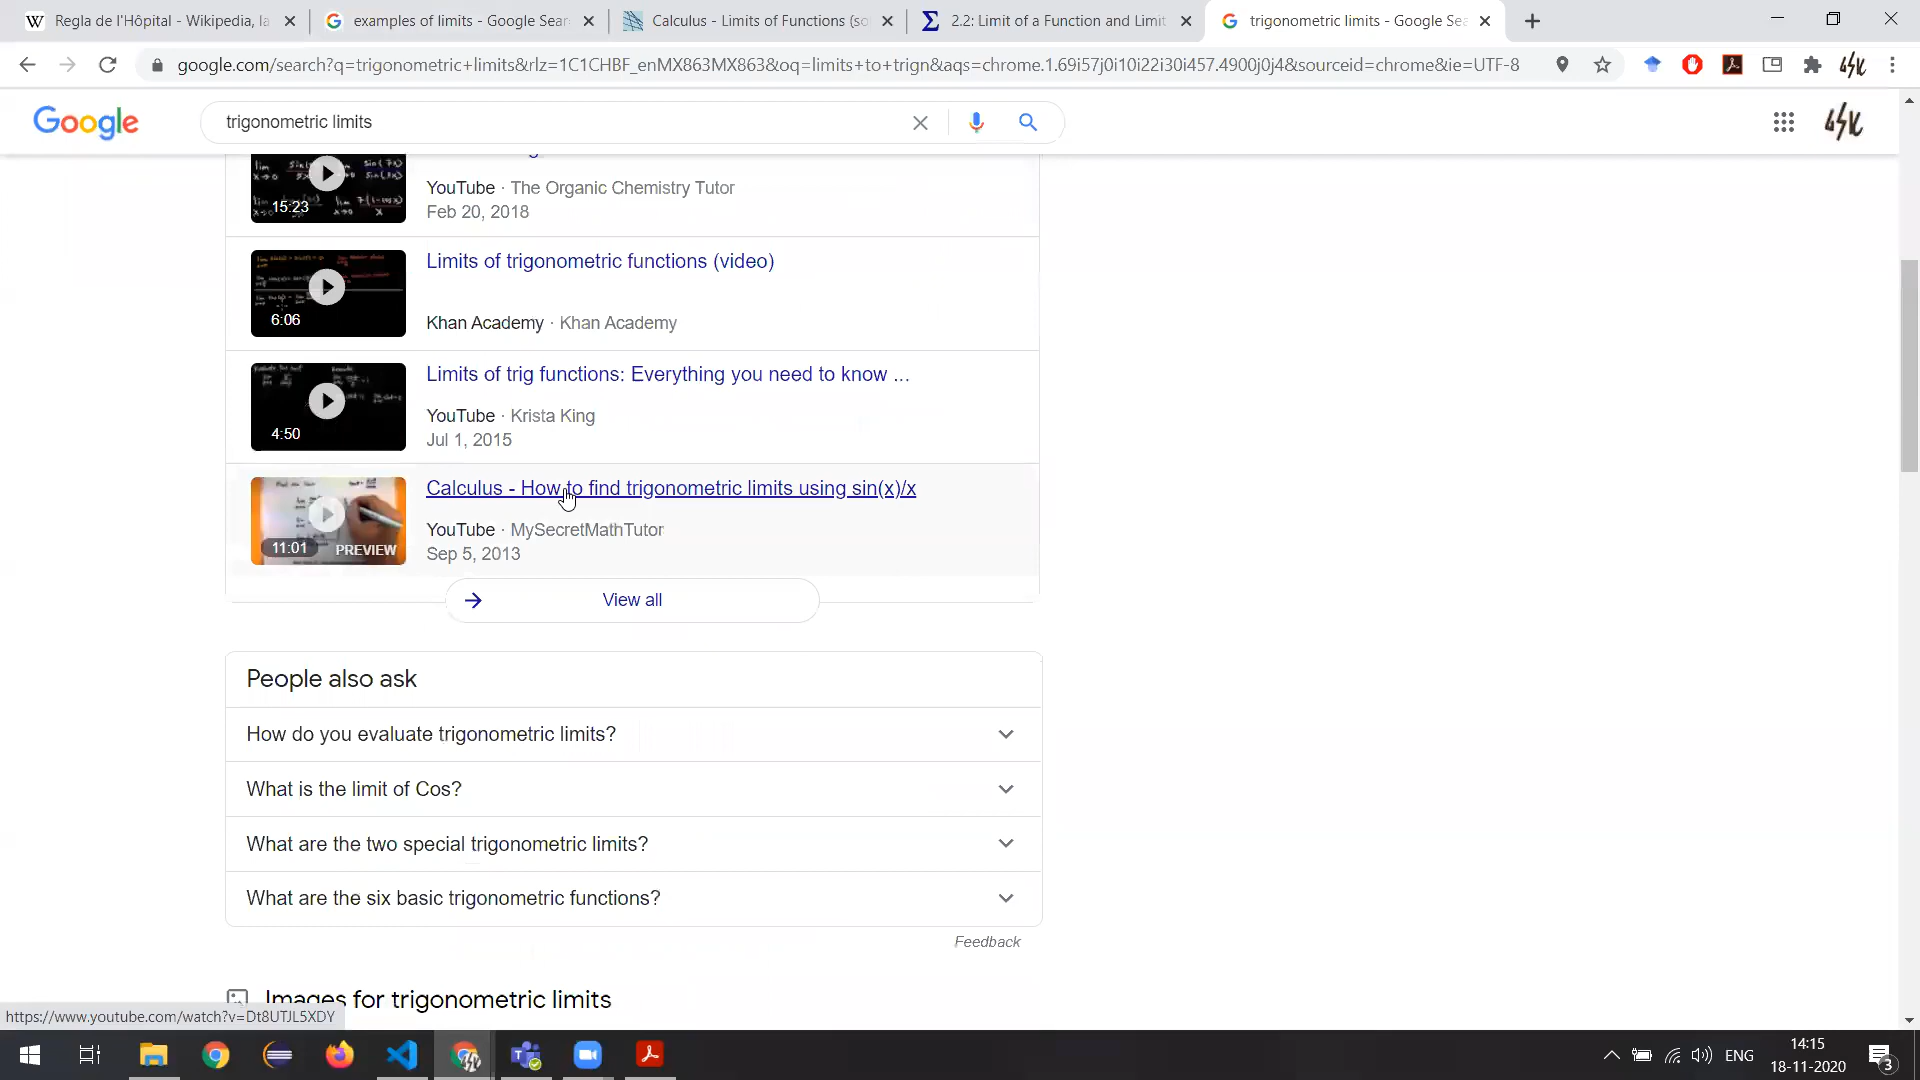 Regla de l'Hôpital - Wikipedia, la
examples of limits - Google Sear
Calculus - Limits of Functions (so
2.2: Limit of a Function and Limit
trigonometric limits - Google Sea
google.com/search?q=trigonometric+limits&rlz=1C1CHBF_enMX863MX863&oq=limits+to+trign&aqs=chrome.1.69i57j0i10i22i30i457.4900j0j4&sourceid=chrome&ie=UTF-8
Google
trigonometric limits
15:23
YouTube · The Organic Chemistry Tutor
Feb 20, 2018
Limits of trigonometric functions (video)
6:06
Khan Academy · Khan Academy
Limits of trig functions: Everything you need to know ...
4:50
YouTube · Krista King
Jul 1, 2015
Calculus - How to find trigonometric limits using sin(x)/x
11:01
PREVIEW
YouTube · MySecretMathTutor
Sep 5, 2013
View all
People also ask
How do you evaluate trigonometric limits?
What is the limit of Cos?
What are the two special trigonometric limits?
What are the six basic trigonometric functions?
Feedback
Images for trigonometric limits
https://www.youtube.com/watch?v=Dt8UTJL5XDY
ENG
14:15
18-11-2020
3